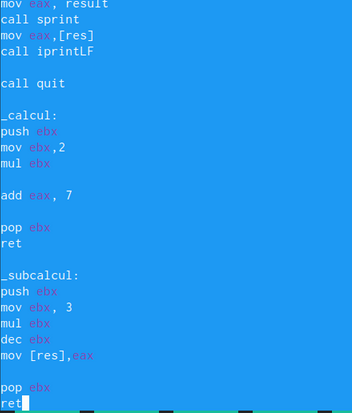 mov eax, result
call sprint
mov eax,[res]
call iprintLF
call quit
_calcul:
push ebx
mov ebx,2
mul ebx
add eax, 7
pop ebx
ret
_subcalcul:
push ebx
mov ebx, 3
mul ebx
dec ebx
mov [res],eax
pop ebx
ret